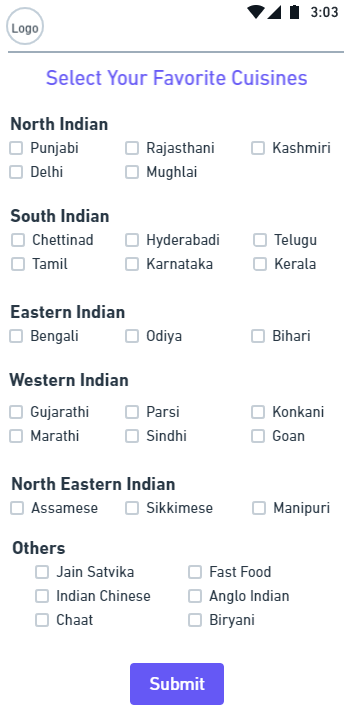 3:03
Logo
Select Your Favorite Cuisines
North Indian
Punjabi Rajasthani Kashmiri
Delhi Mughlai
South Indian
Chettinad Hyderabadi Telugu
Tamil Karnataka Kerala
Eastern Indian
Bengali Odiya Bihari
Western Indian
Gujarathi Parsi Konkani
Marathi Sindhi Goan
North Eastern Indian
Assamese Sikkimese Manipuri
Others
Jain Satvika Fast Food
Indian Chinese Anglo Indian
Chaat Biryani
Submit